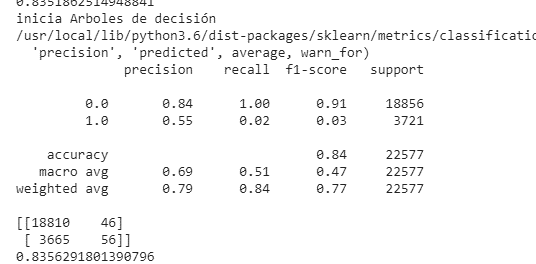 0.8351862514948841
inicia Arboles de decisión
/usr/local/lib/python3.6/dist-packages/sklearn/metrics/classificatio
'precision', 'predicted', average, warn_for)
precision recall f1-score support
0.0 0.84 1.00 0.91 18856
1.0 0.55 0.02 0.03 3721
accuracy 0.84 22577
macro avg 0.69 0.51 0.47 22577
weighted avg 0.79 0.84 0.77 22577
[[18810 46]
[ 3665 56]]
0.8356291801390796